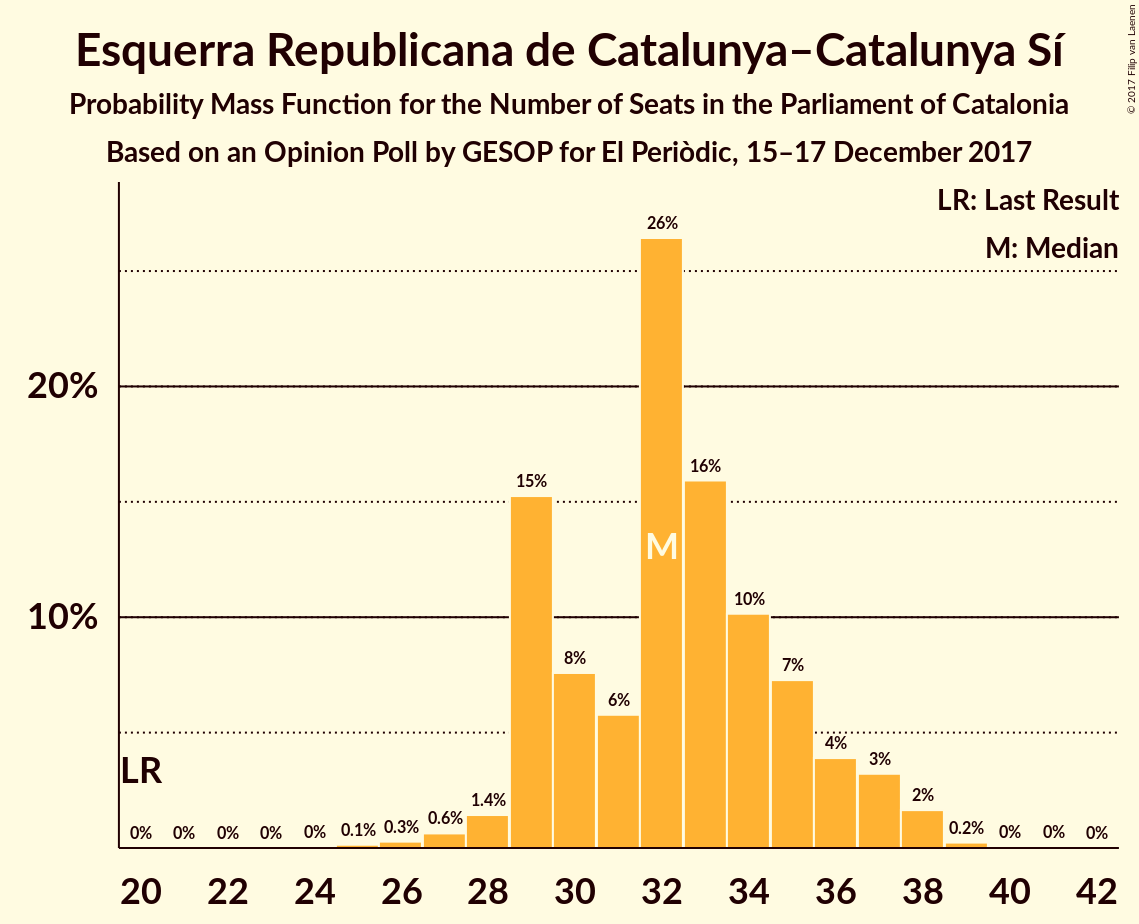 Esquerra Republicana de Catalunya–Catalunya Sí
Probability Mass Function for the Number of Seats in the Parliament of Catalonia
Based on an Opinion Poll by GESOP for El Periòdic, 15–17 December 2017
© 2017 Filip van Laenen
LR: Last Result
M: Median
26%
20%
16%
15%
M
10%
10%
8%
7%
6%
4%
3%
LR
2%
1.4%
0% 0% 0% 0% 0% 0.1% 0.3% 0.6% 0.2% 0% 0% 0%
20 22 24 26 28 30 32 34 36 38 40 42